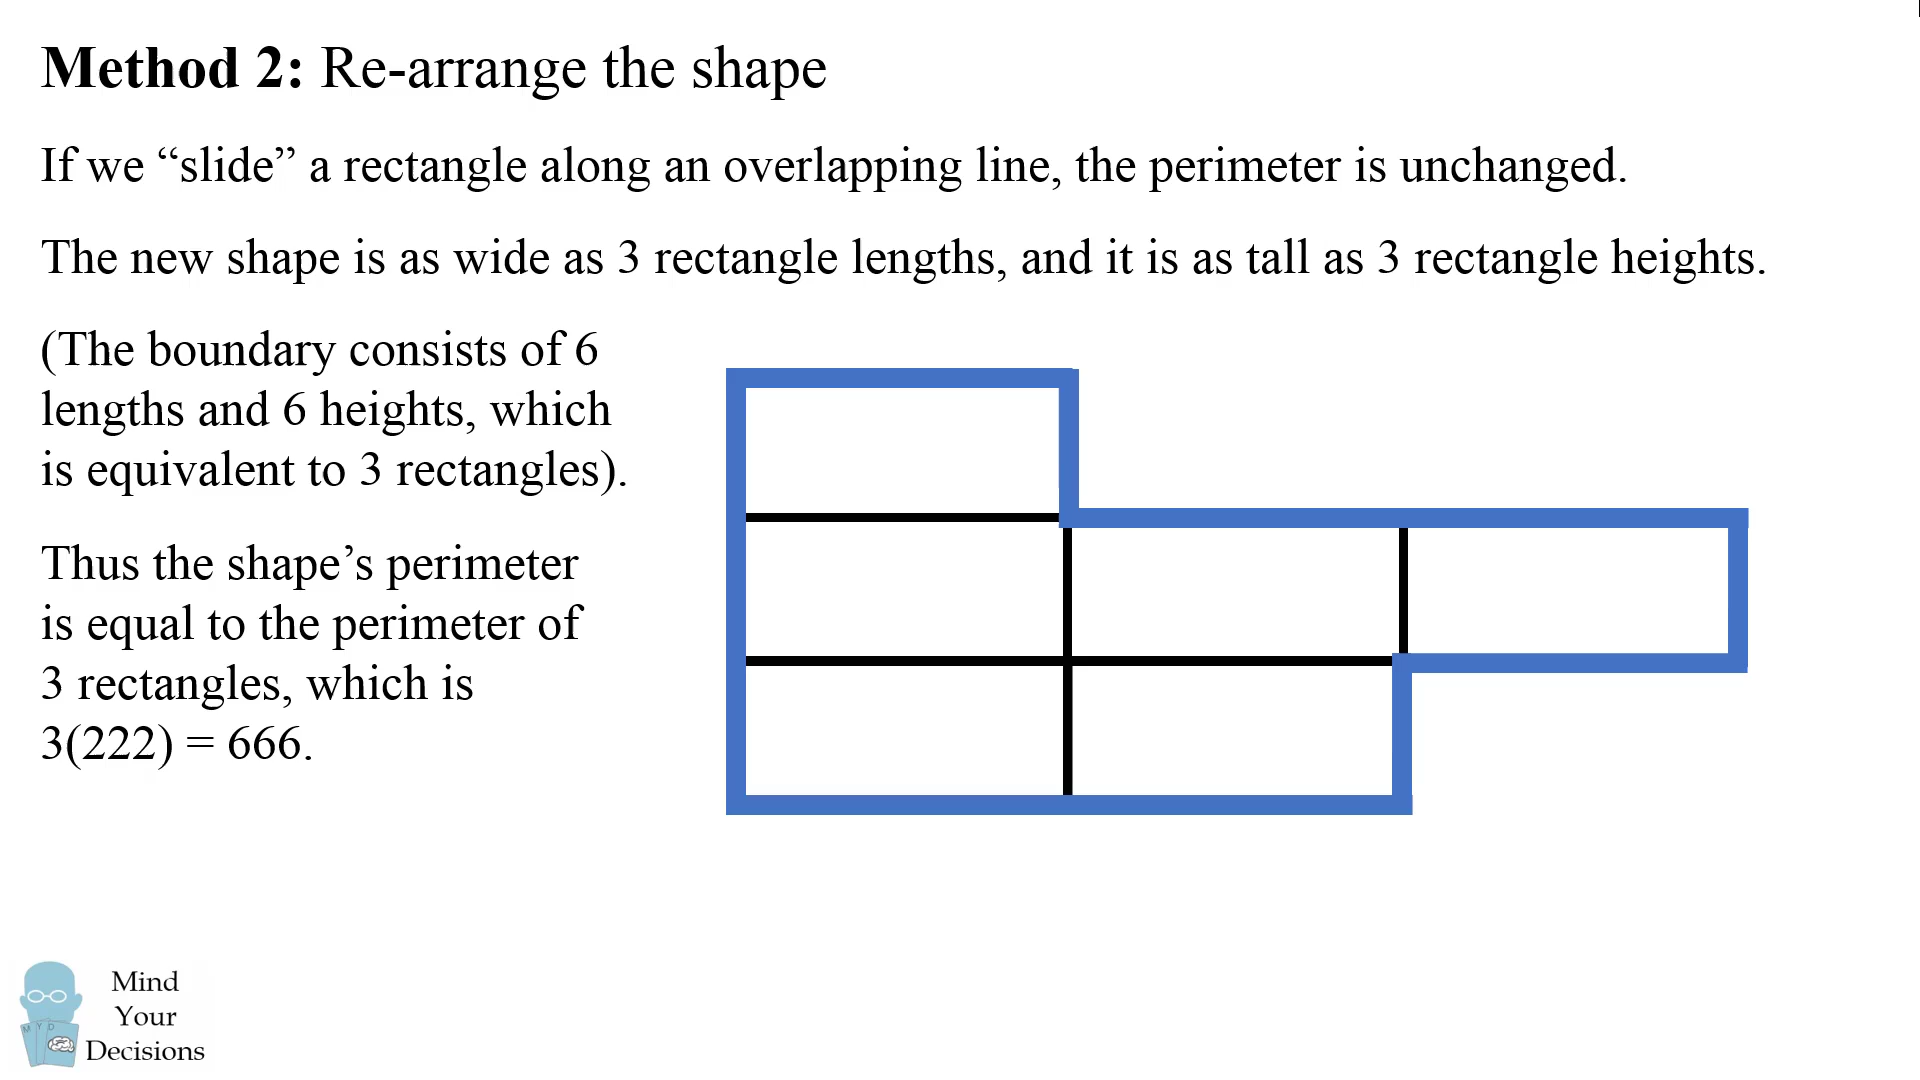 Method 2: Re-arrange the shape
If we “slide” a rectangle along an overlapping line, the perimeter is unchanged.
The new shape is as wide as 3 rectangle lengths, and it is as tall as 3 rectangle heights.
(The boundary consists of 6
lengths and 6 heights, which
is equivalent to 3 rectangles).
Thus the shape’s perimeter
is equal to the perimeter of
3 rectangles, which is
3(222) = 666.
M Y D
Mind
Your
Decisions